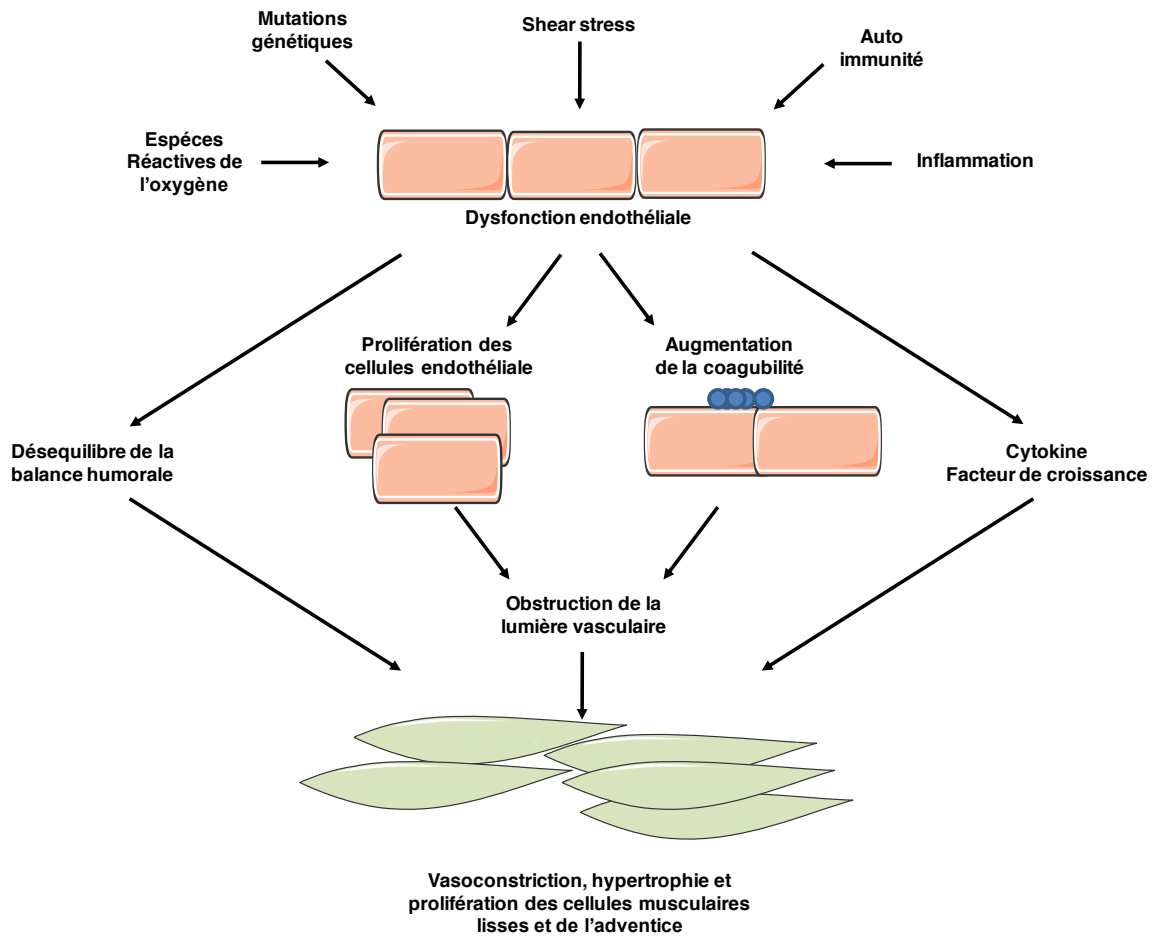 Mutations
génétiques
Shear stress
Auto
immunité
Espéces
Réactives de
l'oxygène
Inflammation
Dysfonction endothéliale
Prolifération des
cellules endothéliale
Augmentation
de la coagubilité
Désequilibre de la
balance humorale
Cytokine
Facteur de croissance
Obstruction de la
lumière vasculaire
Vasoconstriction, hypertrophie et
prolifération des cellules musculaires
lisses et de l'adventice